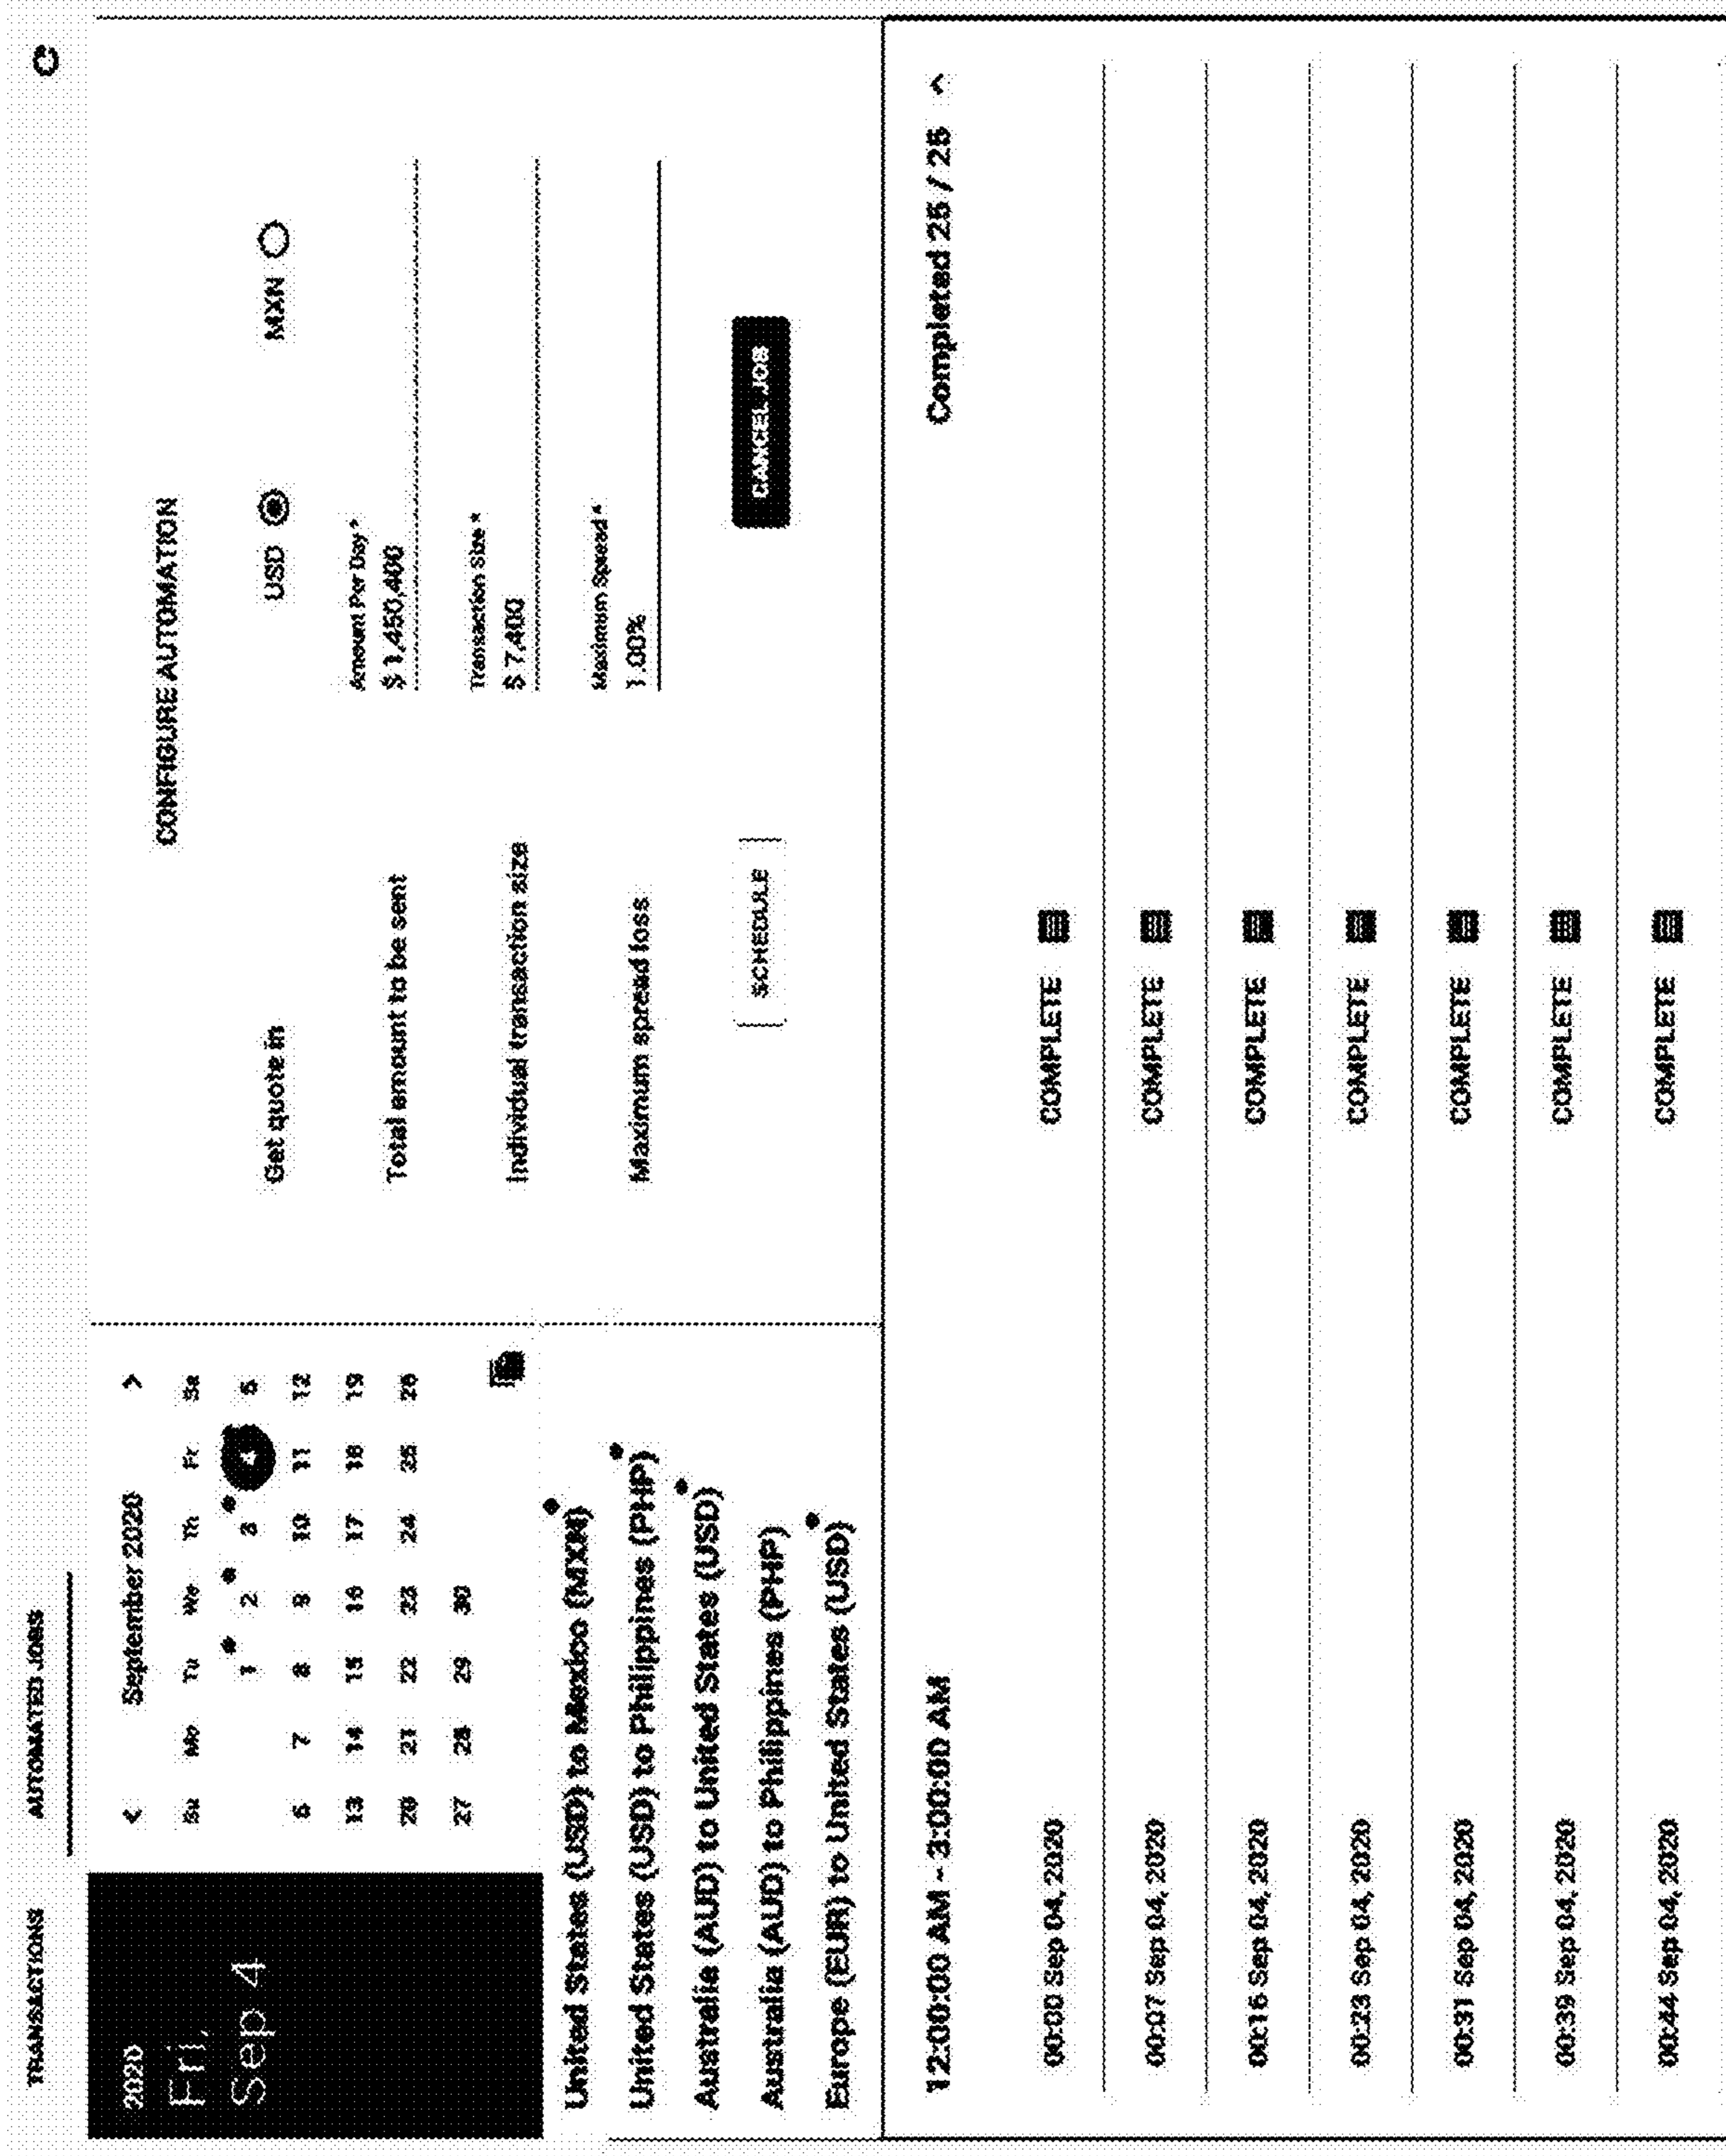 TRANSACTIONS AUTOMATED JOBS
2020
Fri,
Sep 4
< September 2020 >
Su Mo Tu We Th Fr Sa
1 2 3 4 5
6 7 8 9 10 11 12
13 14 15 16 17 18 19
20 21 22 23 24 25 26
27 28 29 30
United States (USD) to Mexico (MXN)
United States (USD) to Philippines (PHP)
Australia (AUD) to United States (USD)
Australia (AUD) to Philippines (PHP)
Europe (EUR) to United States (USD)
CONFIGURE AUTOMATION
Get quote in USD MXN
Amount Per Day *
Total amount to be sent $ 1,450,400
Transaction Size *
Individual transaction size $ 7,400
Maximum Spread *
Maximum spread loss 1.00%
SCHEDULE CANCEL JOB
12:00:00 AM - 3:00:00 AM Completed 25 / 25
00:00 Sep 04, 2020 COMPLETE
00:07 Sep 04, 2020 COMPLETE
00:16 Sep 04, 2020 COMPLETE
00:23 Sep 04, 2020 COMPLETE
00:31 Sep 04, 2020 COMPLETE
00:39 Sep 04, 2020 COMPLETE
00:44 Sep 04, 2020 COMPLETE